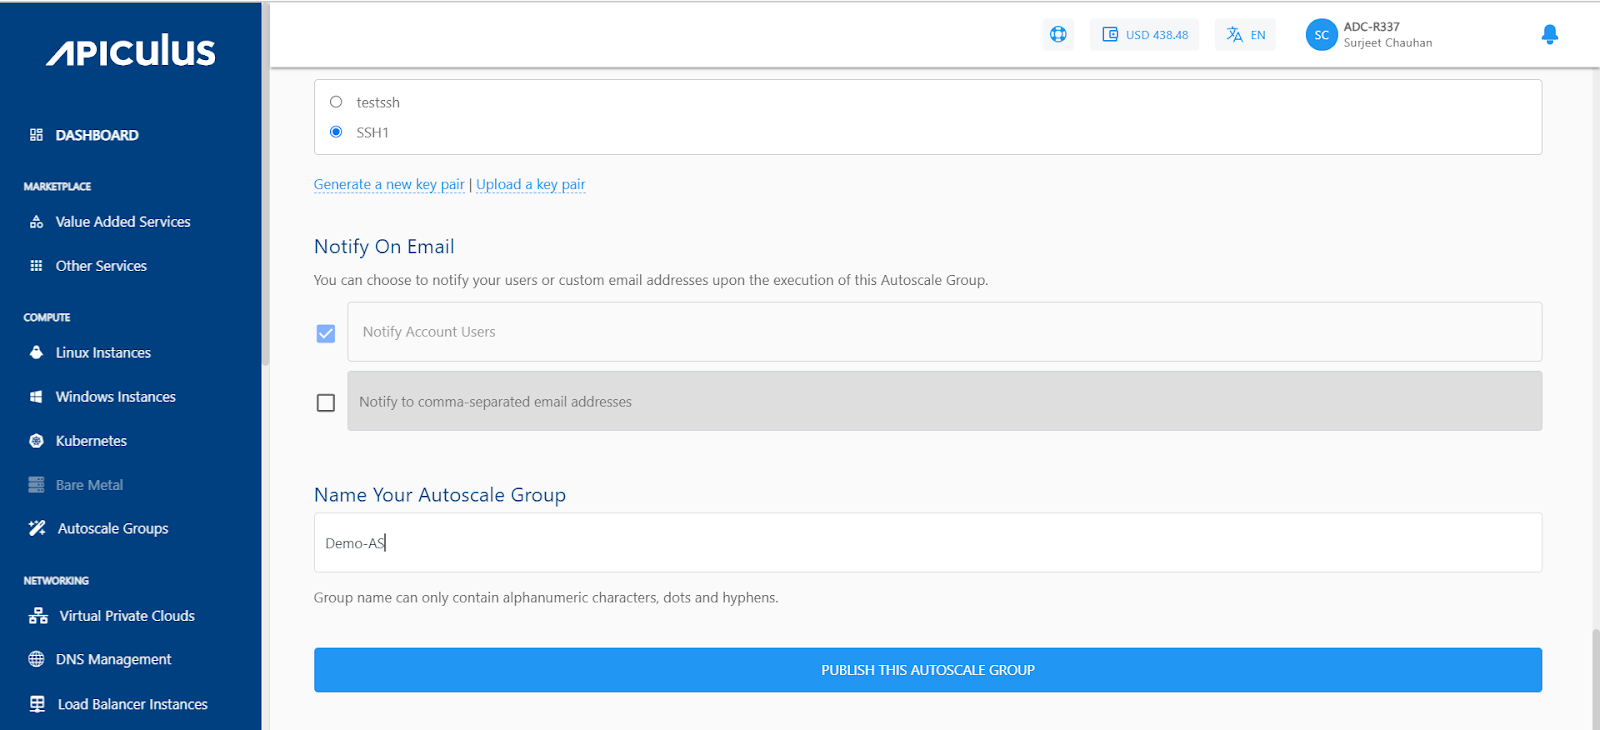 APICULUS
USD 438.48
EN
SC
ADC-R337
Surjeet Chauhan
DASHBOARD
MARKETPLACE
Value Added Services
Other Services
COMPUTE
Linux Instances
Windows Instances
Kubernetes
Bare Metal
Autoscale Groups
NETWORKING
Virtual Private Clouds
DNS Management
Load Balancer Instances
testssh
SSH1
Generate a new key pair | Upload a key pair
Notify On Email
You can choose to notify your users or custom email addresses upon the execution of this Autoscale Group.
Notify Account Users
Notify to comma-separated email addresses
Name Your Autoscale Group
Demo-AS
Group name can only contain alphanumeric characters, dots and hyphens.
PUBLISH THIS AUTOSCALE GROUP